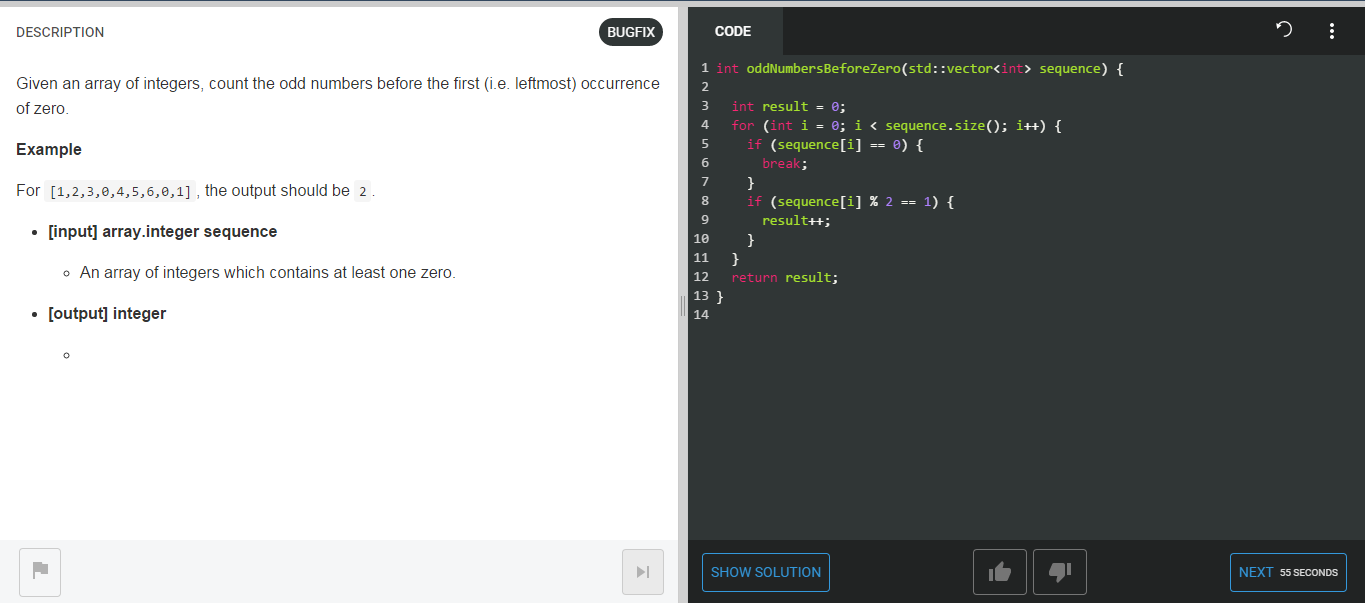 DESCRIPTION
BUGFIX
Given an array of integers, count the odd numbers before the first (i.e. leftmost) occurrence
of zero.
Example
For [1,2,3,0,4,5,6,0,1] , the output should be 2 .
• [input] array.integer sequence
○ An array of integers which contains at least one zero.
• [output] integer
○
CODE
1 int oddNumbersBeforeZero(std::vector<int> sequence) {
2
3   int result = 0;
4   for (int i = 0; i < sequence.size(); i++) {
5     if (sequence[i] == 0) {
6       break;
7     }
8     if (sequence[i] % 2 == 1) {
9       result++;
10     }
11   }
12   return result;
13 }
14
SHOW SOLUTION
NEXT 55 SECONDS